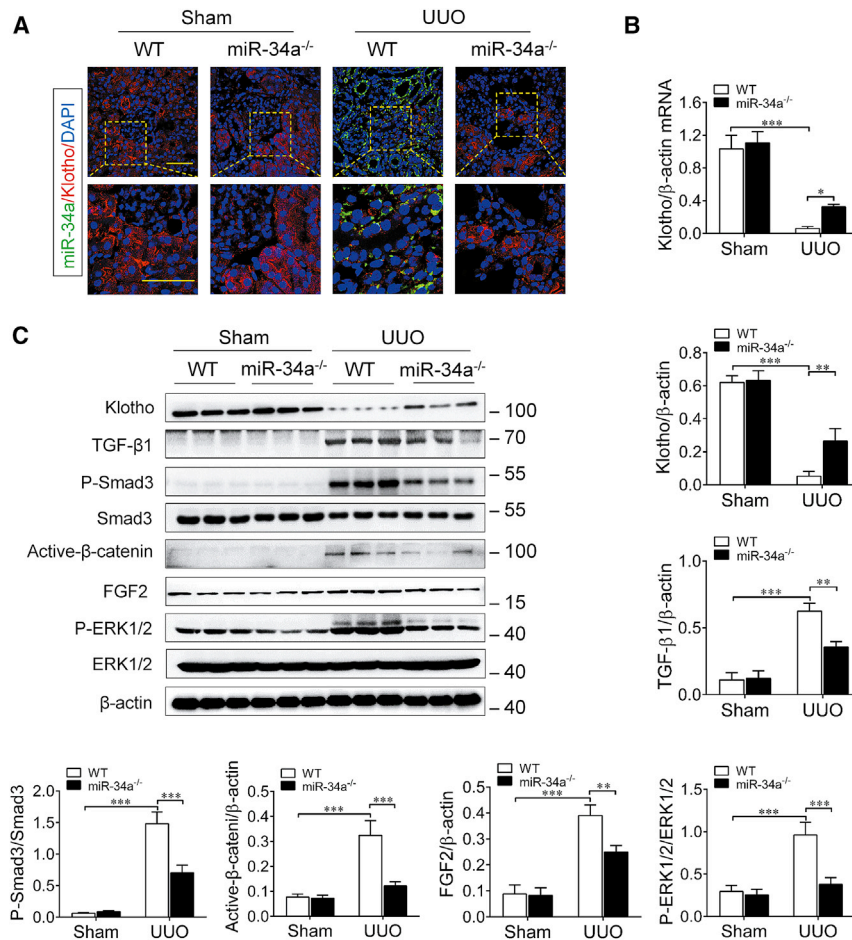 A
Sham
UUO
WT
miR-34a-/-
WT
miR-34a-/-
miR-34a/Klotho/DAPI
B
WT
miR-34a-/-
Klotho/β-actin mRNA
1.6
1.2
0.8
0.4
0.0
***
*
Sham
UUO
C
Sham
UUO
WT
miR-34a-/-
WT
miR-34a-/-
Klotho
100
TGF-β1
70
P-Smad3
55
Smad3
55
Active-β-catenin
100
FGF2
15
P-ERK1/2
40
ERK1/2
40
β-actin
40
WT
miR-34a-/-
Klotho/β-actin
0.8
0.6
0.4
0.2
0.0
***
**
Sham
UUO
WT
miR-34a-/-
TGF-β1/β-actin
1.0
0.5
0.0
***
**
Sham
UUO
WT
miR-34a-/-
P-Smad3/Smad3
2.0
1.5
1.0
0.5
0.0
***
***
Sham
UUO
WT
miR-34a-/-
Active-β-cateni/β-actin
0.5
0.4
0.3
0.2
0.1
0.0
***
***
Sham
UUO
WT
miR-34a-/-
FGF2/β-actin
0.5
0.4
0.3
0.2
0.1
0.0
***
**
Sham
UUO
WT
miR-34a-/-
P-ERK1/2/ERK1/2
1.5
1.0
0.5
0.0
***
***
Sham
UUO